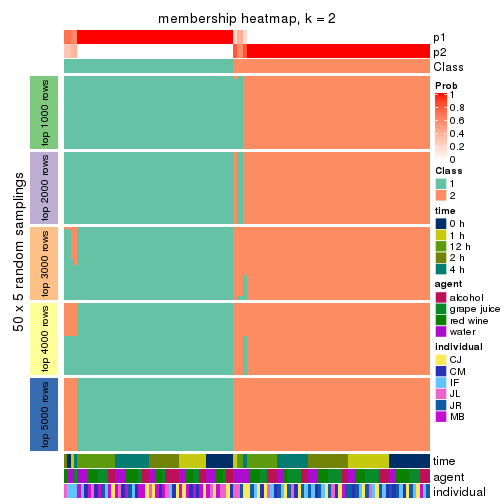 membership heatmap, k = 2
p1
p2
Class
50 x 5 random samplings
top 1000 rows
top 2000 rows
top 3000 rows
top 4000 rows
top 5000 rows
time
agent
individual
Prob
1
0.8
0.6
0.4
0.2
0
Class
1
2
time
0 h
1 h
12 h
2 h
4 h
agent
alcohol
grape juice
red wine
water
individual
CJ
CM
IF
JL
JR
MB